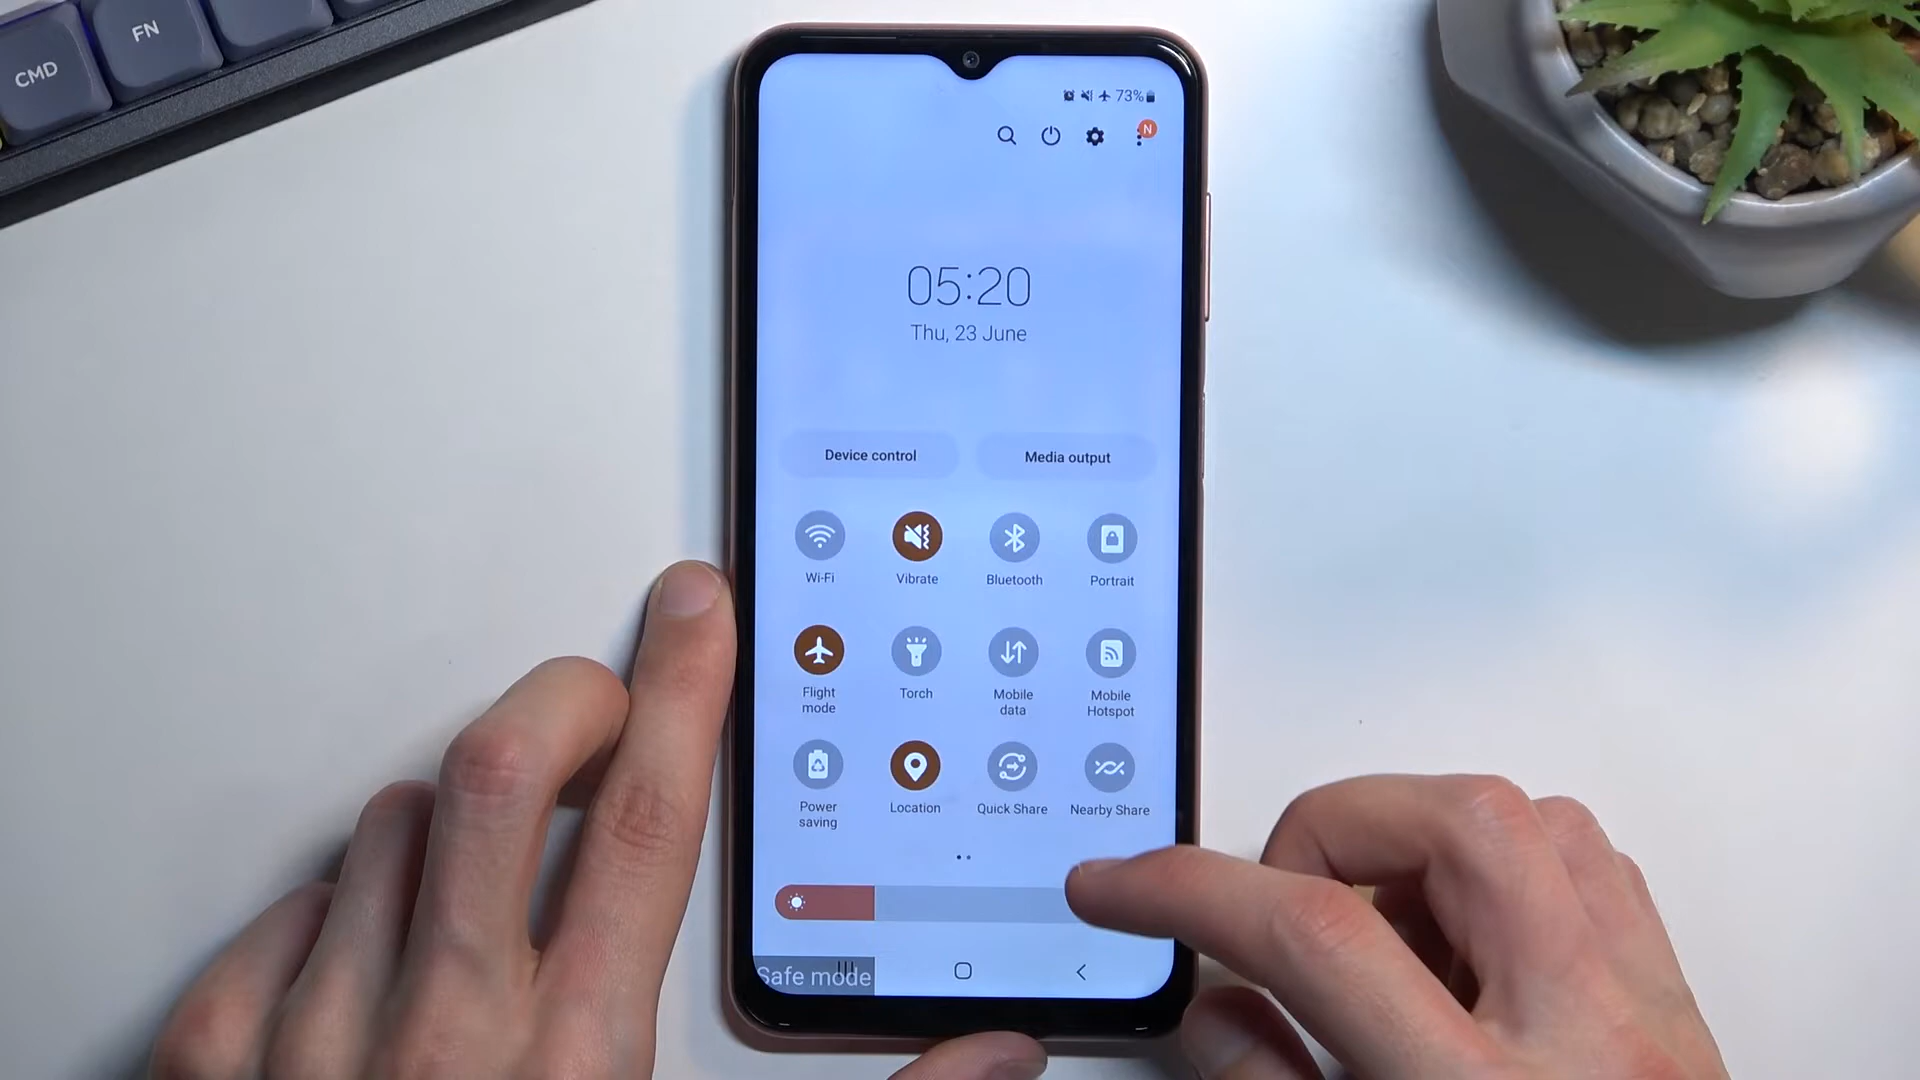 CMD
FN
73%
N
05:20
Thu, 23 June
Device control
Media output
Wi-Fi
Vibrate
Bluetooth
Portrait
Flight
mode
Torch
Mobile
data
Mobile
Hotspot
Power
saving
Location
Quick Share
Nearby Share
Safe mode